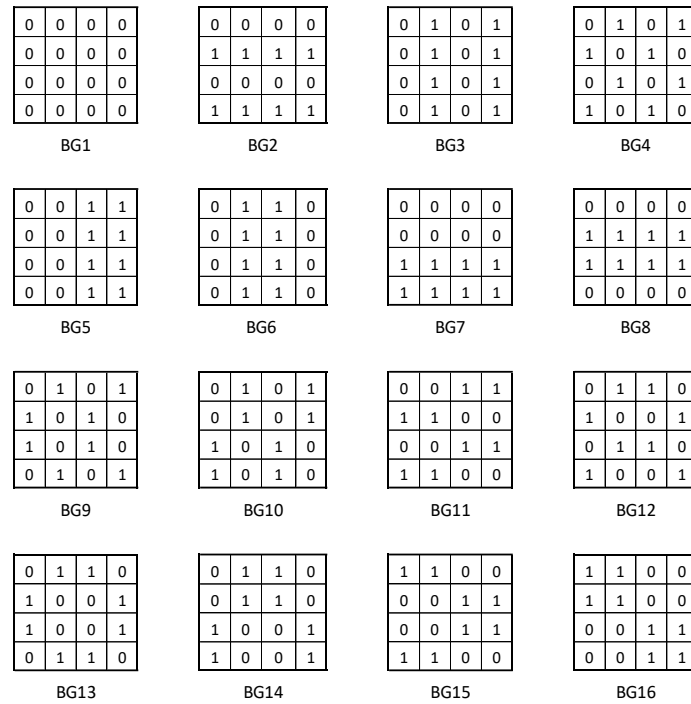 0 0 0 0 0 0 0 0 0 1 0 1 0 1 0 1
0 0 0 0 1 1 1 1 0 1 0 1 1 0 1 0
0 0 0 0 0 0 0 0 0 1 0 1 0 1 0 1
0 0 0 0 1 1 1 1 0 1 0 1 1 0 1 0
BG1 BG2 BG3 BG4
0 0 1 1 0 1 1 0 0 0 0 0 0 0 0 0
0 0 1 1 0 1 1 0 0 0 0 0 1 1 1 1
0 0 1 1 0 1 1 0 1 1 1 1 1 1 1 1
0 0 1 1 0 1 1 0 1 1 1 1 0 0 0 0
BG5 BG6 BG7 BG8
0 1 0 1 0 1 0 1 0 0 1 1 0 1 1 0
1 0 1 0 0 1 0 1 1 1 0 0 1 0 0 1
1 0 1 0 1 0 1 0 0 0 1 1 0 1 1 0
0 1 0 1 1 0 1 0 1 1 0 0 1 0 0 1
BG9 BG10 BG11 BG12
0 1 1 0 0 1 1 0 1 1 0 0 1 1 0 0
1 0 0 1 0 1 1 0 0 0 1 1 1 1 0 0
1 0 0 1 1 0 0 1 0 0 1 1 0 0 1 1
0 1 1 0 1 0 0 1 1 1 0 0 0 0 1 1
BG13 BG14 BG15 BG16